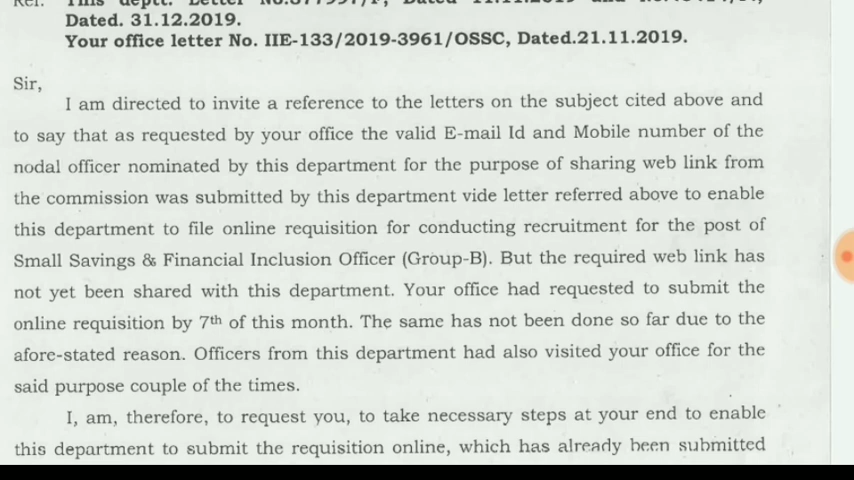 Dated. 31.12.2019.
Your office letter No. IIE-133/2019-3961/OSSC, Dated.21.11.2019.
Sir,
I am directed to invite a reference to the letters on the subject cited above and
to say that as requested by your office the valid E-mail Id and Mobile number of the
nodal officer nominated by this department for the purpose of sharing web link from
the commission was submitted by this department vide letter referred above to enable
this department to file online requisition for conducting recruitment for the post of
Small Savings & Financial Inclusion Officer (Group-B). But the required web link has
not yet been shared with this department. Your office had requested to submit the
online requisition by 7th of this month. The same has not been done so far due to the
afore-stated reason. Officers from this department had also visited your office for the
said purpose couple of the times.
I, am, therefore, to request you, to take necessary steps at your end to enable
this department to submit the requisition online, which has already been submitted